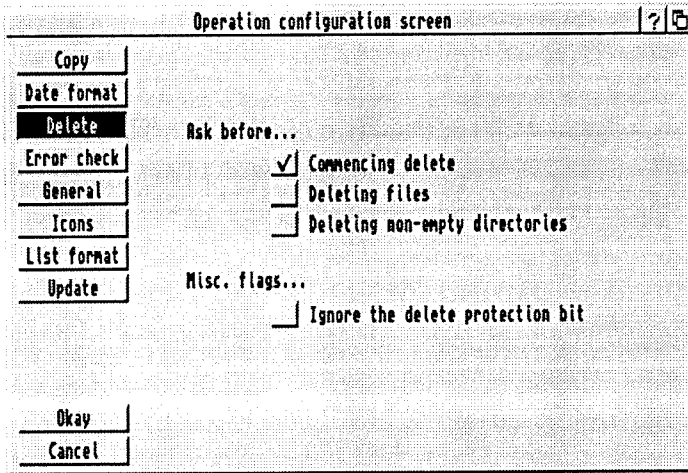 Operation configuration screen ?
Copy
Date format
Delete
Error check
General
Icons
List format
Update
Okay
Cancel
Ask before...
Commencing delete
Deleting files
Deleting non-empty directories
Misc. flags...
Ignore the delete protection bit